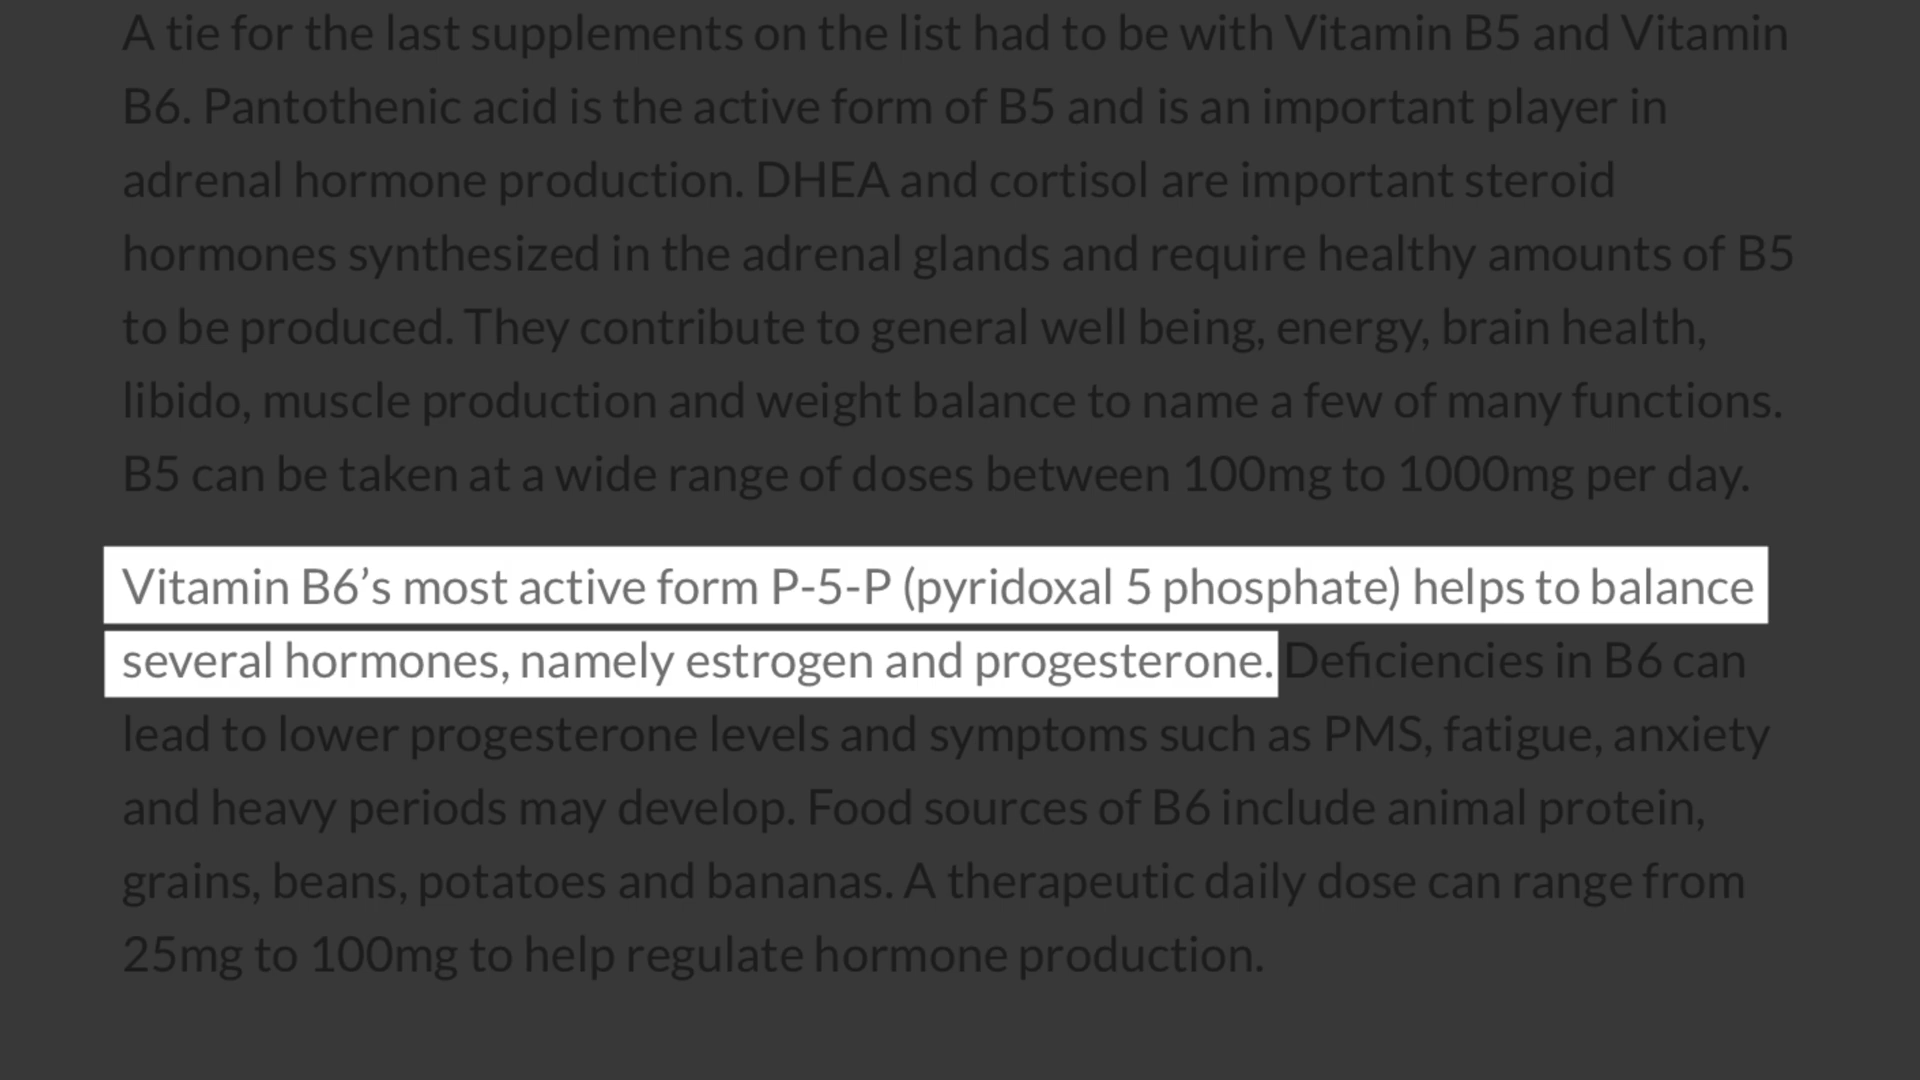 A tie for the last supplements on the list had to be with Vitamin B5 and Vitamin
B6. Pantothenic acid is the active form of B5 and is an important player in
adrenal hormone production. DHEA and cortisol are important steroid
hormones synthesized in the adrenal glands and require healthy amounts of B5
to be produced. They contribute to general well being, energy, brain health,
libido, muscle production and weight balance to name a few of many functions.
B5 can be taken at a wide range of doses between 100mg to 1000mg per day.
Vitamin B6’s most active form P-5-P (pyridoxal 5 phosphate) helps to balance
several hormones, namely estrogen and progesterone. Deficiencies in B6 can
lead to lower progesterone levels and symptoms such as PMS, fatigue, anxiety
and heavy periods may develop. Food sources of B6 include animal protein,
grains, beans, potatoes and bananas. A therapeutic daily dose can range from
25mg to 100mg to help regulate hormone production.